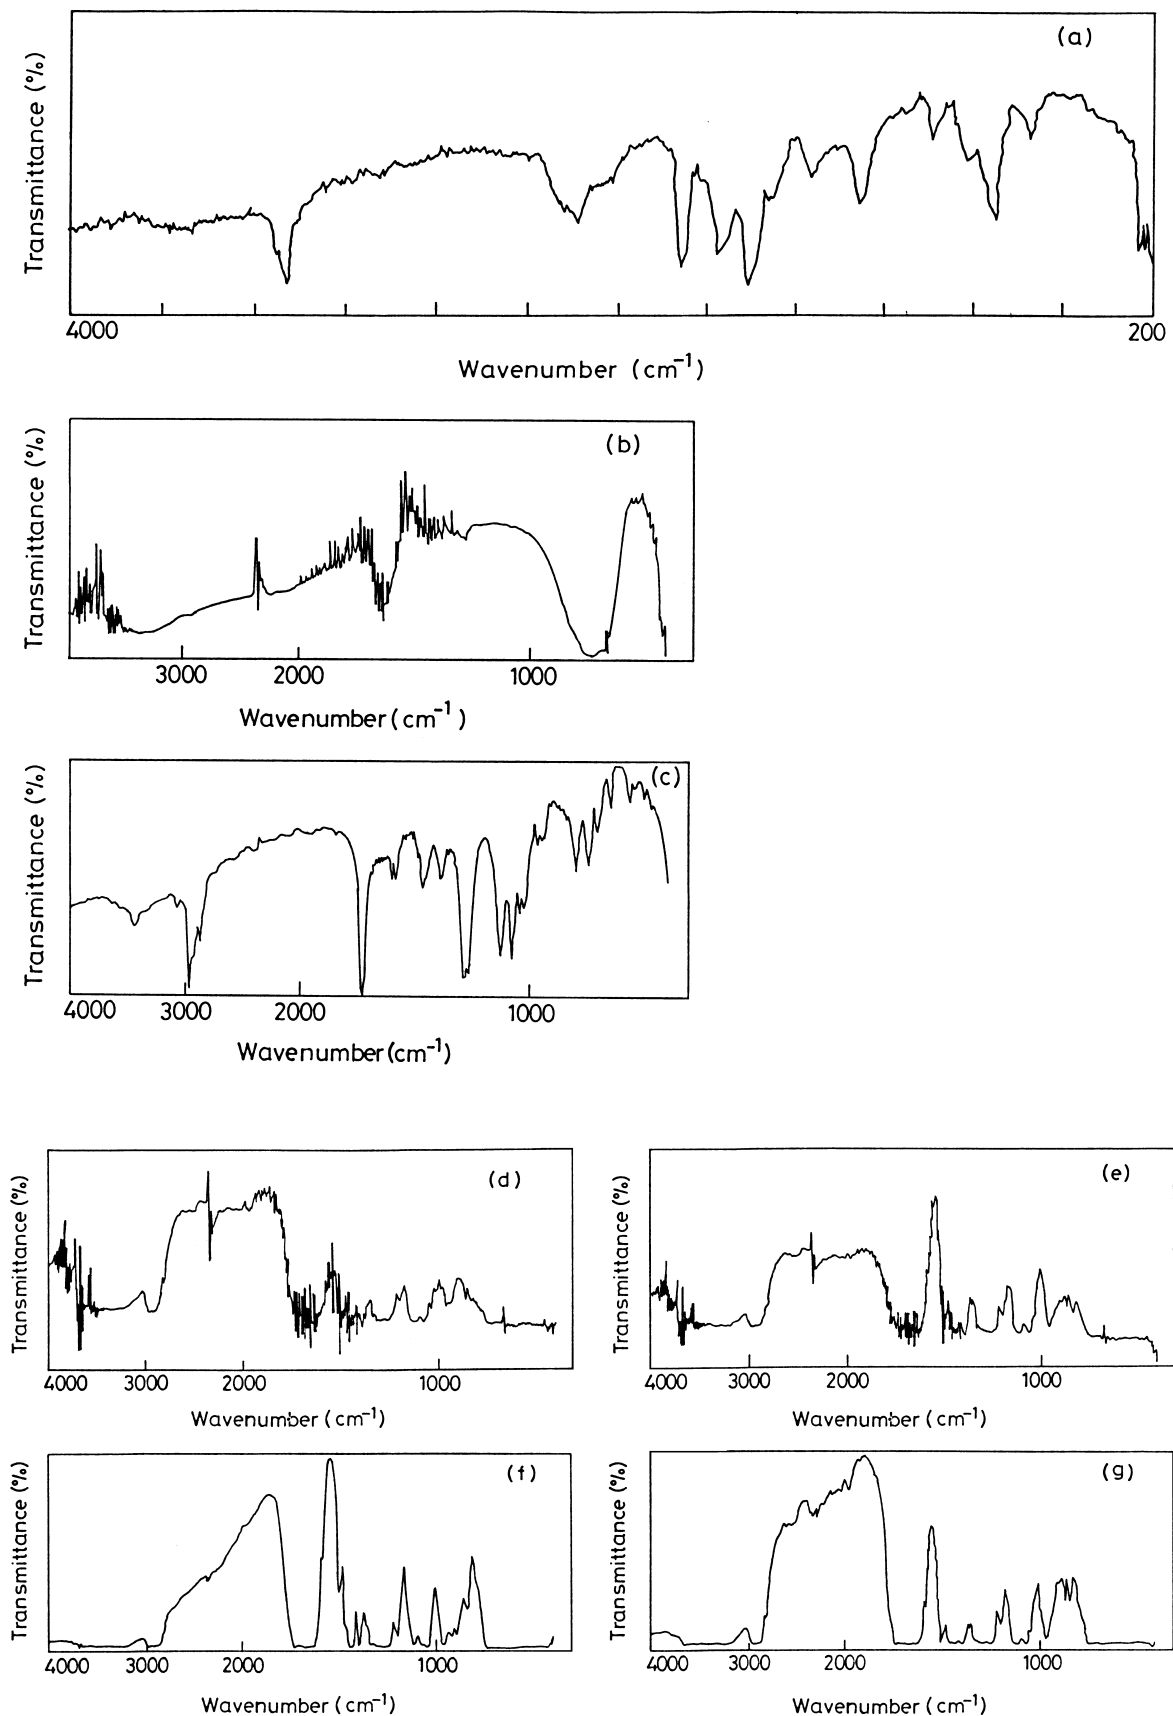 (a)
Transmittance (%)
4000 200
Wavenumber (cm-1)
(b)
Transmittance (%)
3000 2000 1000
Wavenumber (cm-1)
(c)
Transmittance (%)
4000 3000 2000 1000
Wavenumber (cm-1)
(d)
Transmittance (%)
4000 3000 2000 1000
Wavenumber (cm-1)
(e)
Transmittance (%)
4000 3000 2000 1000
Wavenumber (cm-1)
(f)
Transmittance (%)
4000 3000 2000 1000
Wavenumber (cm-1)
(g)
Transmittance (%)
4000 3000 2000 1000
Wavenumber (cm-1)